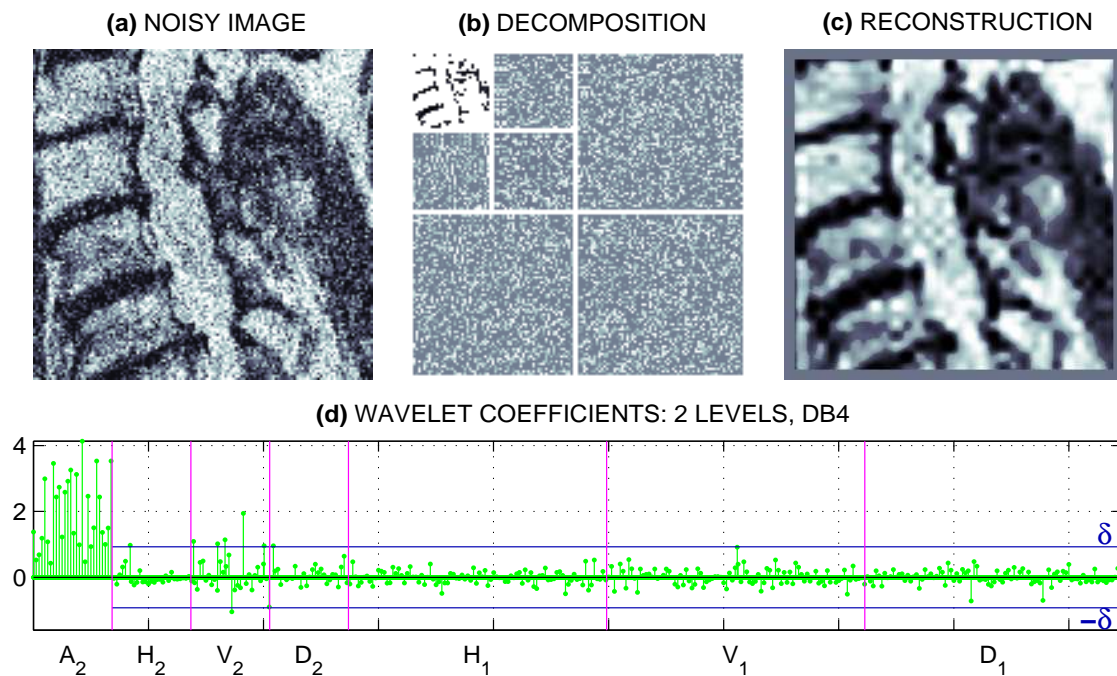 (a) NOISY IMAGE
(b) DECOMPOSITION
(c) RECONSTRUCTION
(d) WAVELET COEFFICIENTS: 2 LEVELS, DB4
4
2
0
δ
−δ
A2 H2 V2 D2 H1 V1 D1